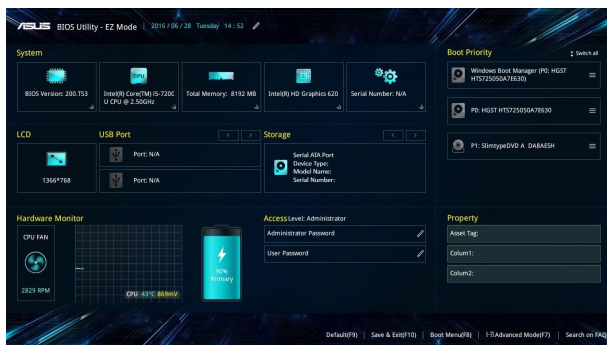 ASUS BIOS Utility - EZ Mode | 2016 / 06 / 28 Tuesday 14 : 52
System
BIOS Version: 200.T53
Intel(R) Core(TM) i5-7200
U CPU @ 2.50GHz
Total Memory: 8192 MB
Intel(R) HD Graphics 620
Serial Number: N/A
Boot Priority
Switch all
Windows Boot Manager (P0: HGST
HTS725050A7E630)
P0: HGST HTS725050A7E630
P1: SlimtypeDVD A DA8AESH
LCD
1366*768
USB Port
< >
Port: N/A
Port: N/A
Storage
< >
Serial ATA Port
Device Type:
Model Name:
Serial Number:
Hardware Monitor
CPU FAN
2829 RPM
CPU 43°C 869mV
90%
Primary
Access Level: Administrator
Administrator Password
User Password
Property
Asset Tag:
Colum1:
Colum2:
Default(F9) | Save & Exit(F10) | Boot Menu(F8) | Advanced Mode(F7) | Search on FAQ